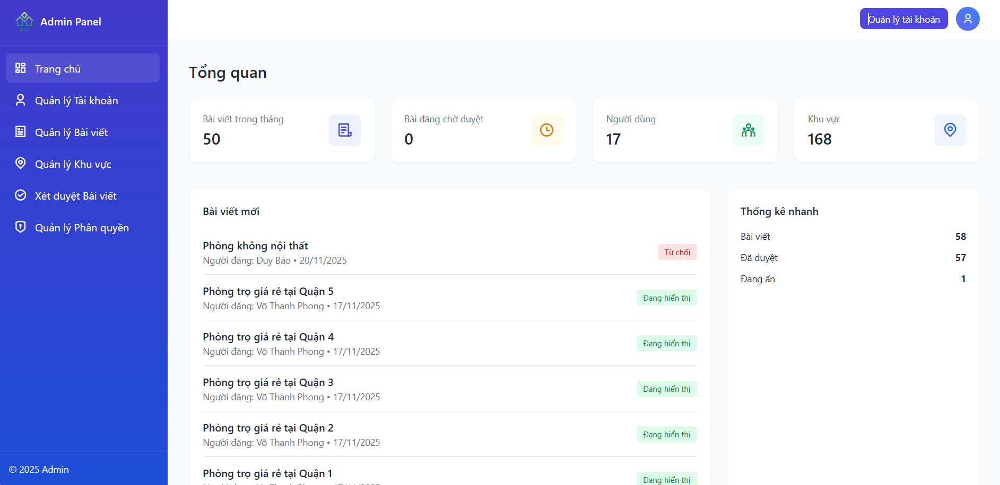 BTC
Admin Panel
Quản lý tài khoản
Trang chủ
Quản lý Tài khoản
Quản lý Bài viết
Quản lý Khu vực
Xét duyệt Bài viết
Quản lý Phân quyền
© 2025 Admin
Tổng quan
Bài viết trong tháng
50
Bài đăng chờ duyệt
0
Người dùng
17
Khu vực
168
Bài viết mới
Phòng không nội thất
Người đăng: Duy Bảo • 20/11/2025
Từ chối
Phòng trọ giá rẻ tại Quận 5
Người đăng: Võ Thanh Phong • 17/11/2025
Đang hiển thị
Phòng trọ giá rẻ tại Quận 4
Người đăng: Võ Thanh Phong • 17/11/2025
Đang hiển thị
Phòng trọ giá rẻ tại Quận 3
Người đăng: Võ Thanh Phong • 17/11/2025
Đang hiển thị
Phòng trọ giá rẻ tại Quận 2
Người đăng: Võ Thanh Phong • 17/11/2025
Đang hiển thị
Phòng trọ giá rẻ tại Quận 1
Đang hiển thị
Thống kê nhanh
Bài viết 58
Đã duyệt 57
Đang ẩn 1